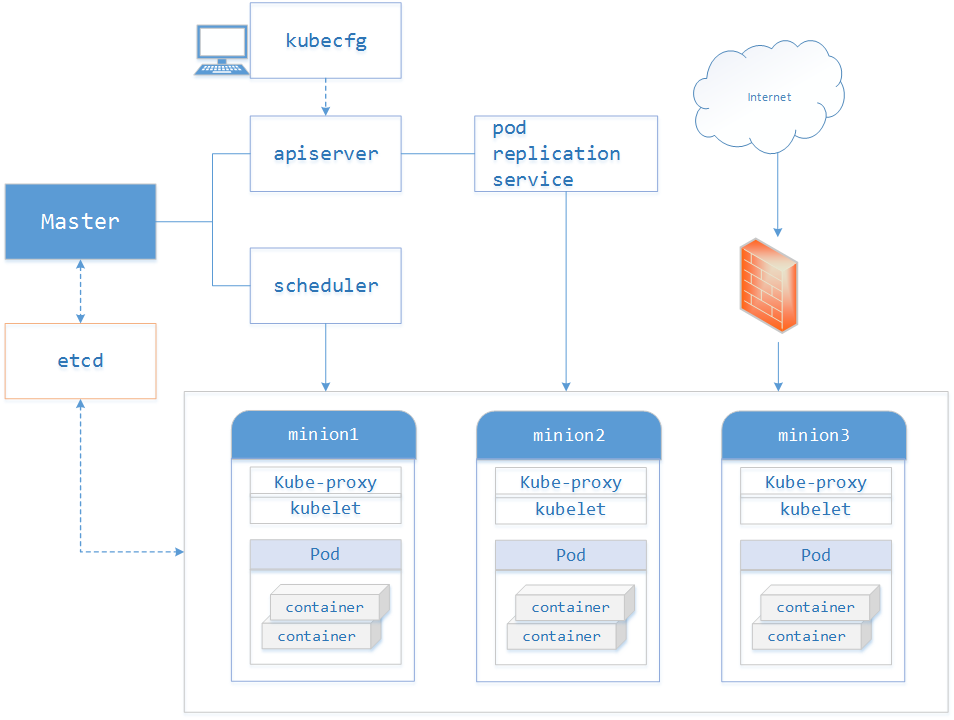 kubecfg
Internet
apiserver
pod
replication
service
Master
scheduler
etcd
minion1
Kube-proxy
kubelet
Pod
container
container
minion2
Kube-proxy
kubelet
Pod
container
container
minion3
Kube-proxy
kubelet
Pod
container
container